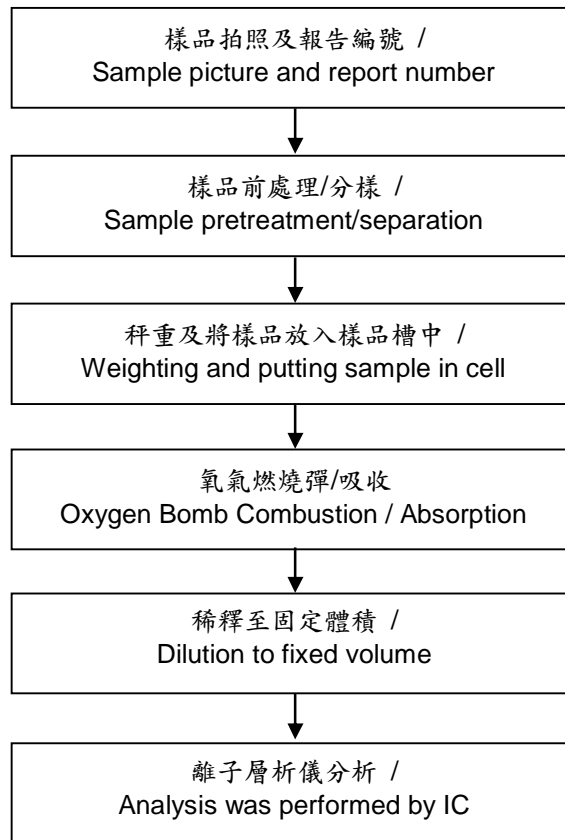 樣品拍照及報告編號 /
Sample picture and report number
樣品前處理/分樣 /
Sample pretreatment/separation
秤重及將樣品放入樣品槽中 /
Weighting and putting sample in cell
氧氣燃燒彈/吸收
Oxygen Bomb Combustion / Absorption
稀釋至固定體積 /
Dilution to fixed volume
離子層析儀分析 /
Analysis was performed by IC